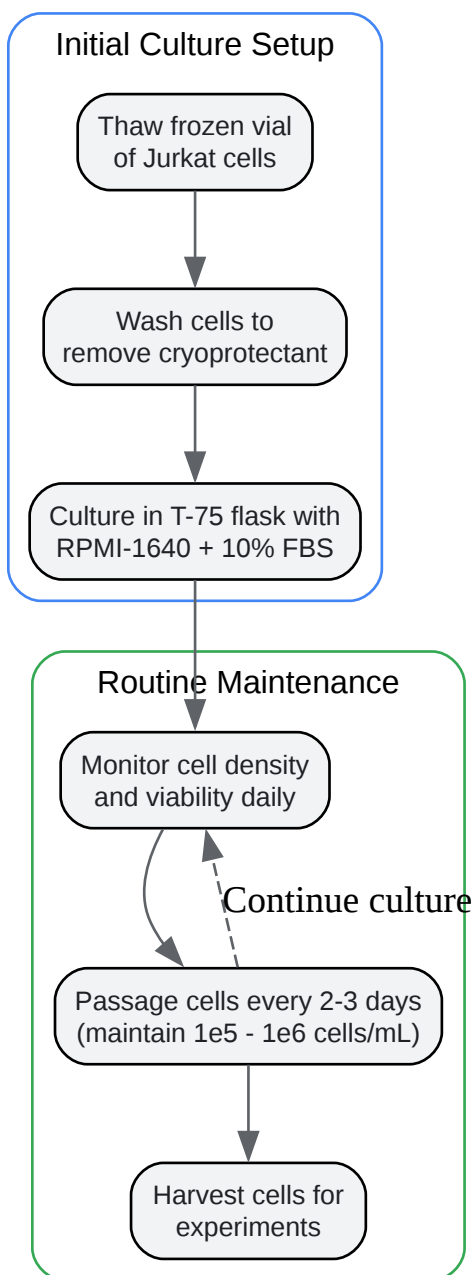 Initial Culture Setup
Thaw frozen vial
of Jurkat cells
Wash cells to
remove cryoprotectant
Culture in T-75 flask with
RPMI-1640 + 10% FBS
Routine Maintenance
Monitor cell density
and viability daily
Continue culture
Passage cells every 2-3 days
(maintain 1e5 - 1e6 cells/mL)
Harvest cells for
experiments